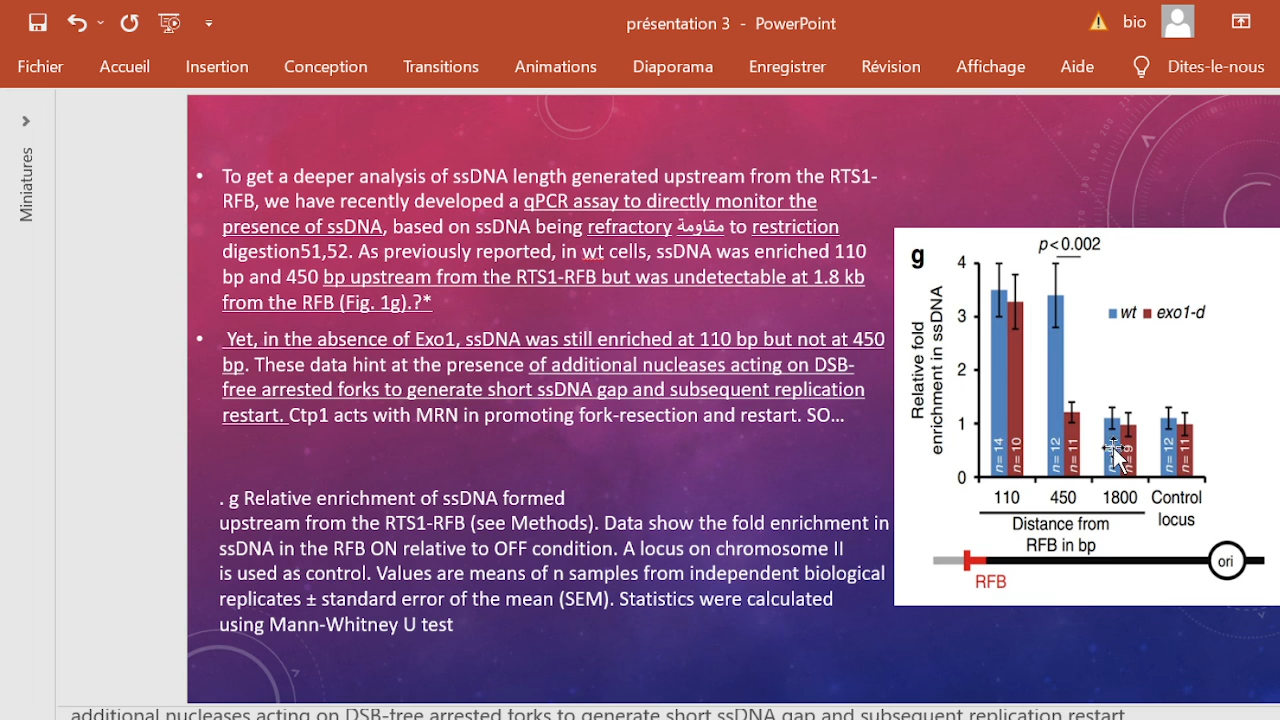 présentation 3 - PowerPoint
bio
Fichier Accueil Insertion Conception Transitions Animations Diaporama Enregistrer Révision Affichage Aide Dites-le-nous
Miniatures
• To get a deeper analysis of ssDNA length generated upstream from the RTS1-
RFB, we have recently developed a qPCR assay to directly monitor the
presence of ssDNA, based on ssDNA being refractory مقاومة to restriction
digestion51,52. As previously reported, in wt cells, ssDNA was enriched 110
bp and 450 bp upstream from the RTS1-RFB but was undetectable at 1.8 kb
from the RFB (Fig. 1g).?*
• Yet, in the absence of Exo1, ssDNA was still enriched at 110 bp but not at 450
bp. These data hint at the presence of additional nucleases acting on DSB-
free arrested forks to generate short ssDNA gap and subsequent replication
restart. Ctp1 acts with MRN in promoting fork-resection and restart. SO...
. g Relative enrichment of ssDNA formed
upstream from the RTS1-RFB (see Methods). Data show the fold enrichment in
ssDNA in the RFB ON relative to OFF condition. A locus on chromosome II
is used as control. Values are means of n samples from independent biological
replicates ± standard error of the mean (SEM). Statistics were calculated
using Mann-Whitney U test
g
p<0.002
Relative fold
enrichment in ssDNA
4
3
2
1
0
wt exo1-d
n= 14 n= 10 n= 12 n= 11 n= 9 n= 12 n= 11
110 450 1800 Control
locus
Distance from
RFB in bp
ori
RFB
additional nucleases acting on DSB-free arrested forks to generate short ssDNA gap and subsequent replication restart